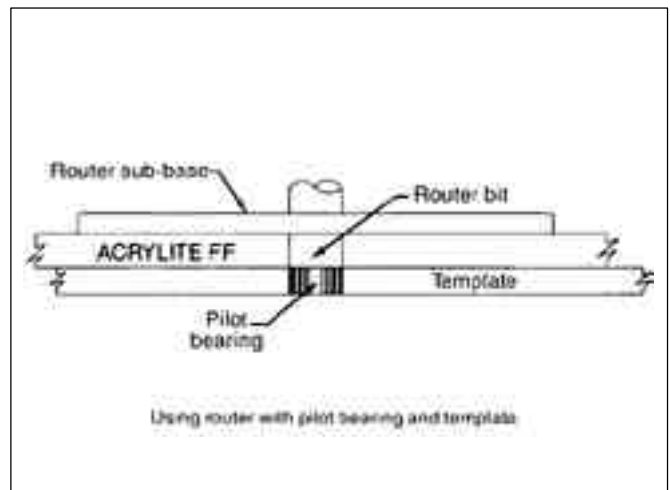 Router sub-base
Router bit
ACRYLITE FF
Template
Pilot
bearing
Using router with pilot bearing and template